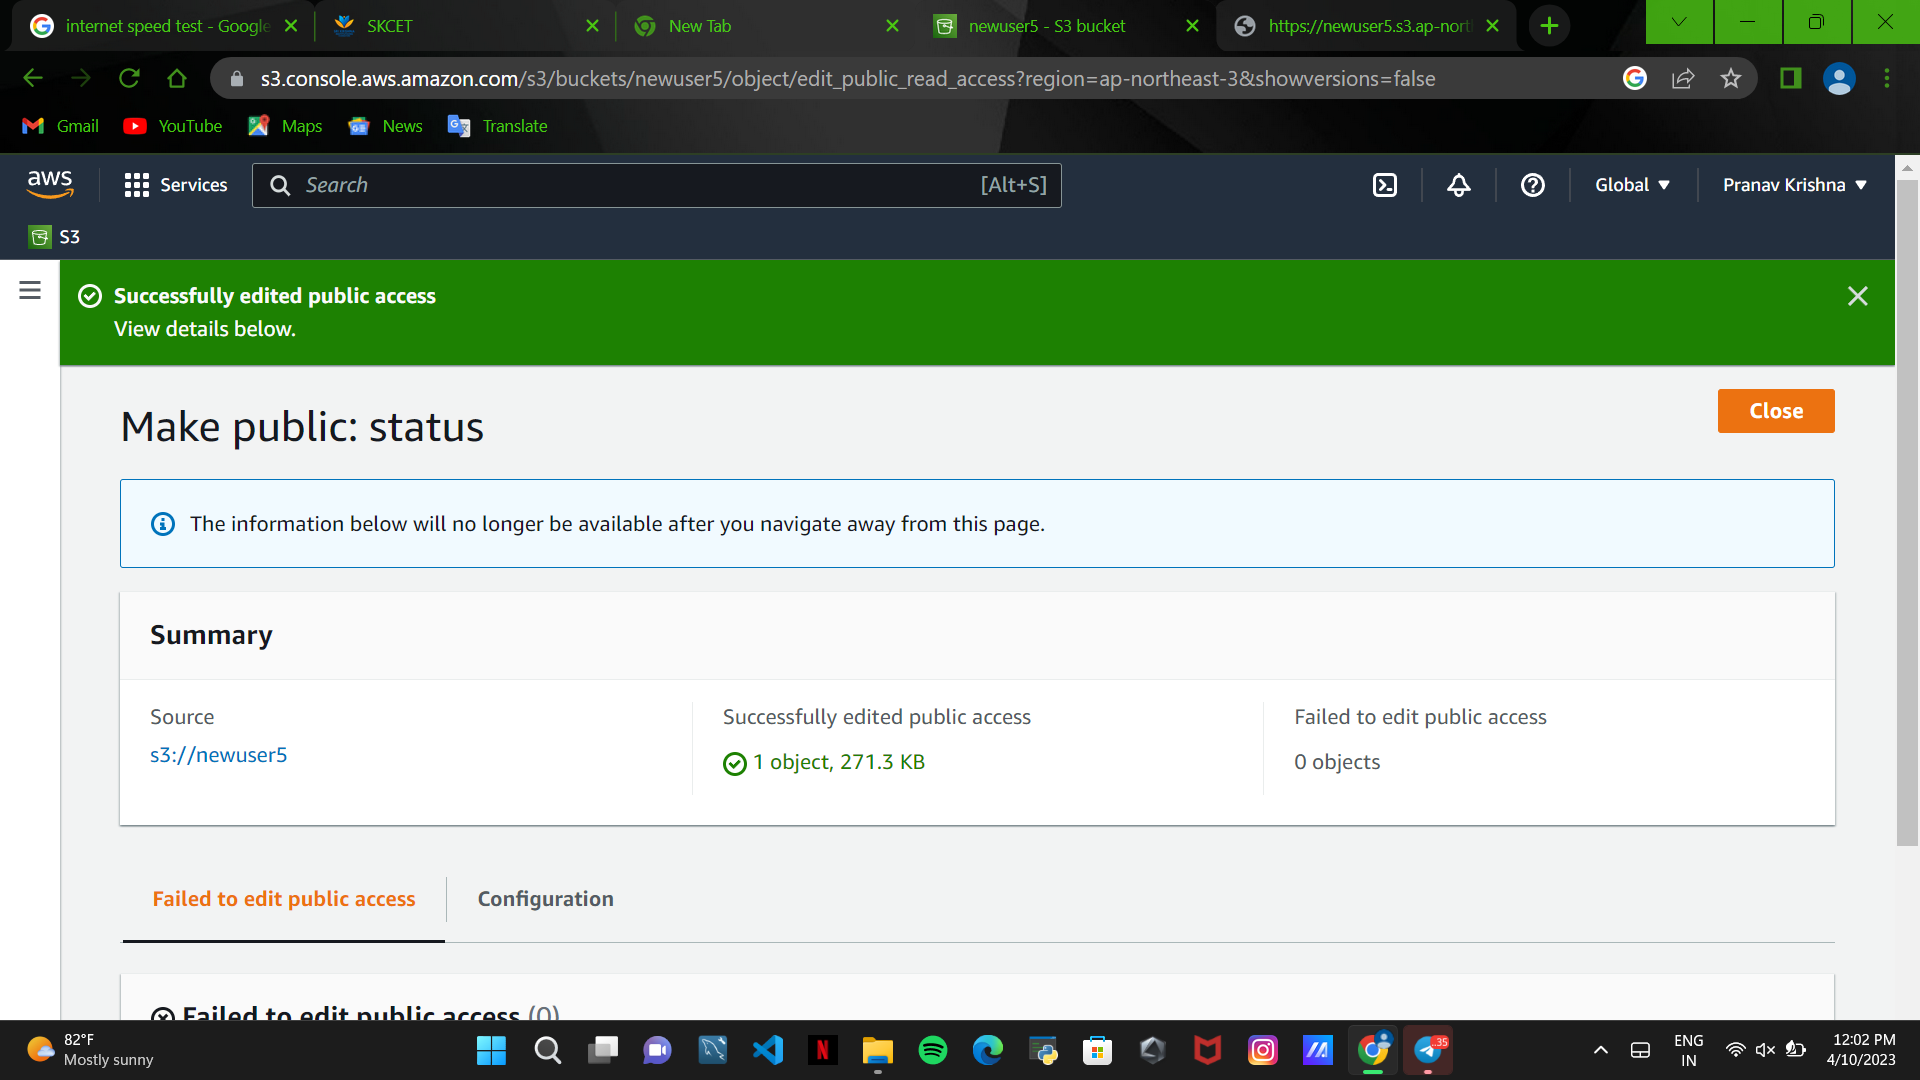 internet speed test - Google
SKCET
New Tab
newuser5 - S3 bucket
https://newuser5.s3.ap-nort
s3.console.aws.amazon.com/s3/buckets/newuser5/object/edit_public_read_access?region=ap-northeast-3&showversions=false
Gmail
YouTube
Maps
News
Translate
aws
Services
Search
[Alt+S]
Global
Pranav Krishna
S3
Successfully edited public access
View details below.
Make public: status
Close
The information below will no longer be available after you navigate away from this page.
Summary
Source
s3://newuser5
Successfully edited public access
1 object, 271.3 KB
Failed to edit public access
0 objects
Failed to edit public access
Configuration
Failed to edit public access (0)
82°F
Mostly sunny
35
ENG
IN
12:02 PM
4/10/2023